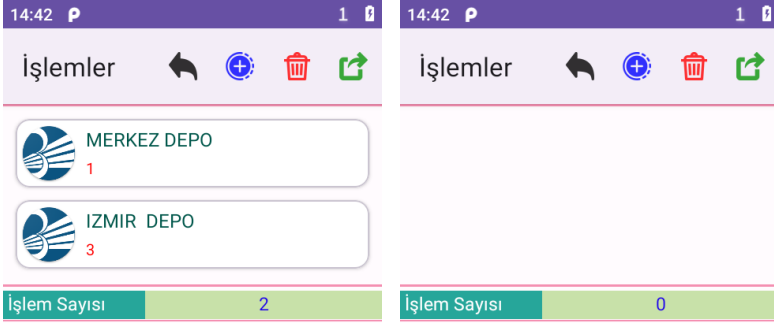 14:42 1
İşlemler
MERKEZ DEPO
1
IZMIR  DEPO
3
İşlem Sayısı 2
14:42 1
İşlemler
İşlem Sayısı 0